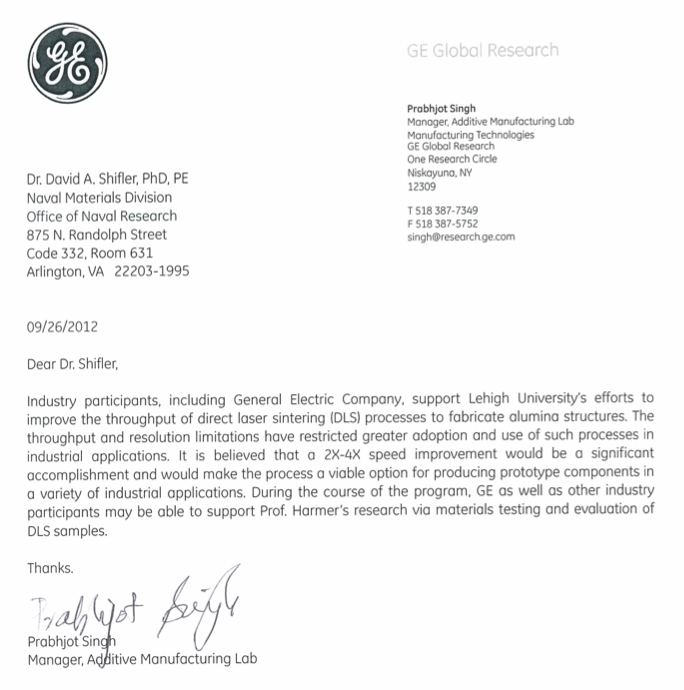 GE
GE Global Research
Prabhjot Singh
Manager, Additive Manufacturing Lab
Manufacturing Technologies
GE Global Research
One Research Circle
Niskayuna, NY
12309
T 518 387-7349
F 518 387-5752
singh@research.ge.com
Dr. David A. Shifler, PhD, PE
Naval Materials Division
Office of Naval Research
875 N. Randolph Street
Code 332, Room 631
Arlington, VA 22203-1995
09/26/2012
Dear Dr. Shifler,
Industry participants, including General Electric Company, support Lehigh University's efforts to
improve the throughput of direct laser sintering (DLS) processes to fabricate alumina structures. The
throughput and resolution limitations have restricted greater adoption and use of such processes in
industrial applications. It is believed that a 2X-4X speed improvement would be a significant
accomplishment and would make the process a viable option for producing prototype components in
a variety of industrial applications. During the course of the program, GE as well as other industry
participants may be able to support Prof. Harmer's research via materials testing and evaluation of
DLS samples.
Thanks.
Prabhjot Singh
Prabhjot Singh
Manager, Additive Manufacturing Lab